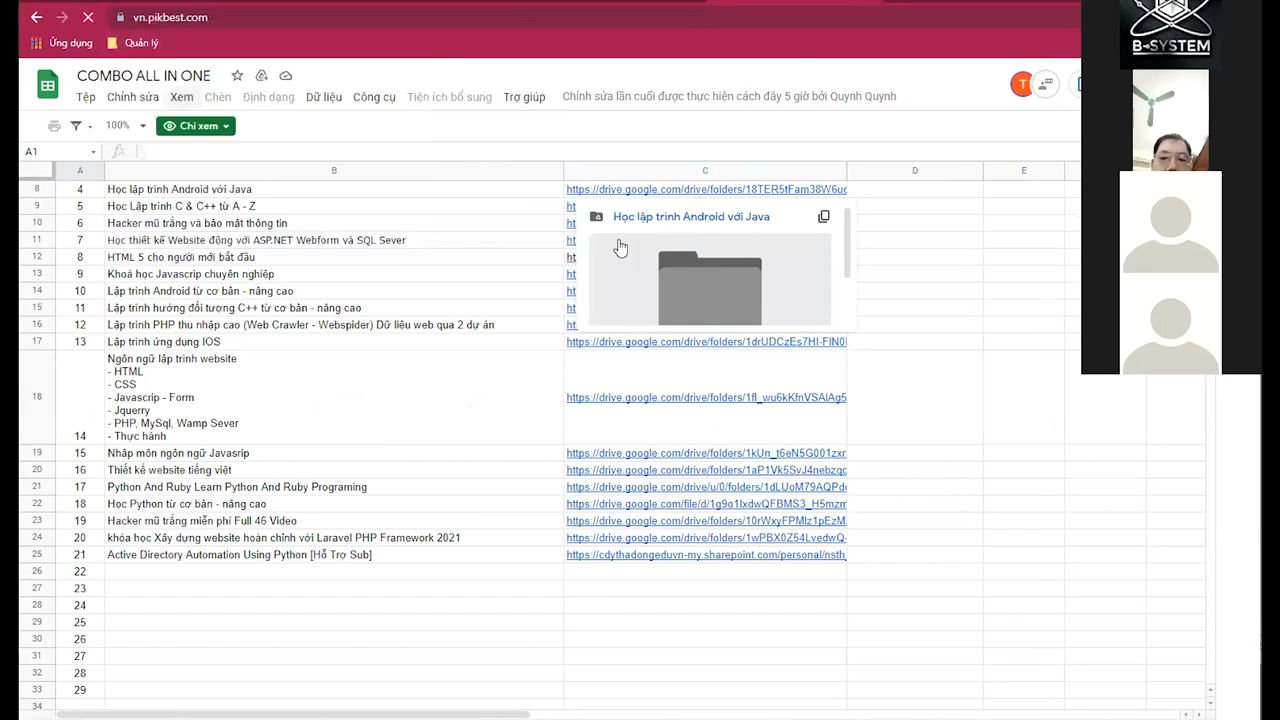 vn.pikbest.com
Ứng dụng
Quản lý
B-SYSTEM
COMBO ALL IN ONE
Tệp Chỉnh sửa Xem Chèn Định dạng Dữ liệu Công cụ Tiện ích bổ sung Trợ giúp Chỉnh sửa lần cuối được thực hiện cách đây 5 giờ bởi Quynh Quynh
T
100% Chỉ xem
A1 fx
A B C D E
8 4 Học lập trình Android với Java https://drive.google.com/drive/folders/18TER5tFam38W6uc
9 5 Học Lập trình C & C++ từ A - Z ht
Học lập trình Android với Java
10 6 Hacker mũ trắng và bảo mật thông tin ht
11 7 Học thiết kế Website động với ASP.NET Webform và SQL Sever ht
12 8 HTML 5 cho người mới bắt đầu ht
13 9 Khoá học Javascrip chuyên nghiệp ht
14 10 Lập trình Android từ cơ bản - nâng cao ht
15 11 Lập trình hướng đối tượng C++ từ cơ bản - nâng cao ht
16 12 Lập trình PHP thu nhập cao (Web Crawler - Webspider) Dữ liệu web qua 2 dự án ht
17 13 Lập trình ứng dụng IOS https://drive.google.com/drive/folders/1drUDCzEs7HI-FIN0
Ngôn ngữ lập trình website
- HTML
- CSS
18 - Javascrip - Form https://drive.google.com/drive/folders/1fl_wu6kKfnVSAlAg5
- Jquerry
- PHP, MySql, Wamp Sever
14 - Thực hành
19 15 Nhập môn ngôn ngữ Javasrip https://drive.google.com/drive/folders/1kUn_t6eN5G001zxr
20 16 Thiết kế website tiếng việt https://drive.google.com/drive/folders/1aP1Vk5SvJ4nebzqc
21 17 Python And Ruby Learn Python And Ruby Programing https://drive.google.com/drive/u/0/folders/1dLUoM79AQPd
22 18 Học Python từ cơ bản - nâng cao https://drive.google.com/file/d/1g9o1IxdwQFBMS3_H5mzm
23 19 Hacker mũ trắng miễn phí Full 46 Video https://drive.google.com/drive/folders/10rWxyFPMlz1pEzM
24 20 khóa học Xây dựng website hoàn chỉnh với Laravel PHP Framework 2021 https://drive.google.com/drive/folders/1wPBX0Z54LvedwQ-
25 21 Active Directory Automation Using Python [Hỗ Trợ Sub] https://cdythadongeduvn-my.sharepoint.com/personal/nsth_
26 22
27 23
28 24
29 25
30 26
31 27
32 28
33 29
34